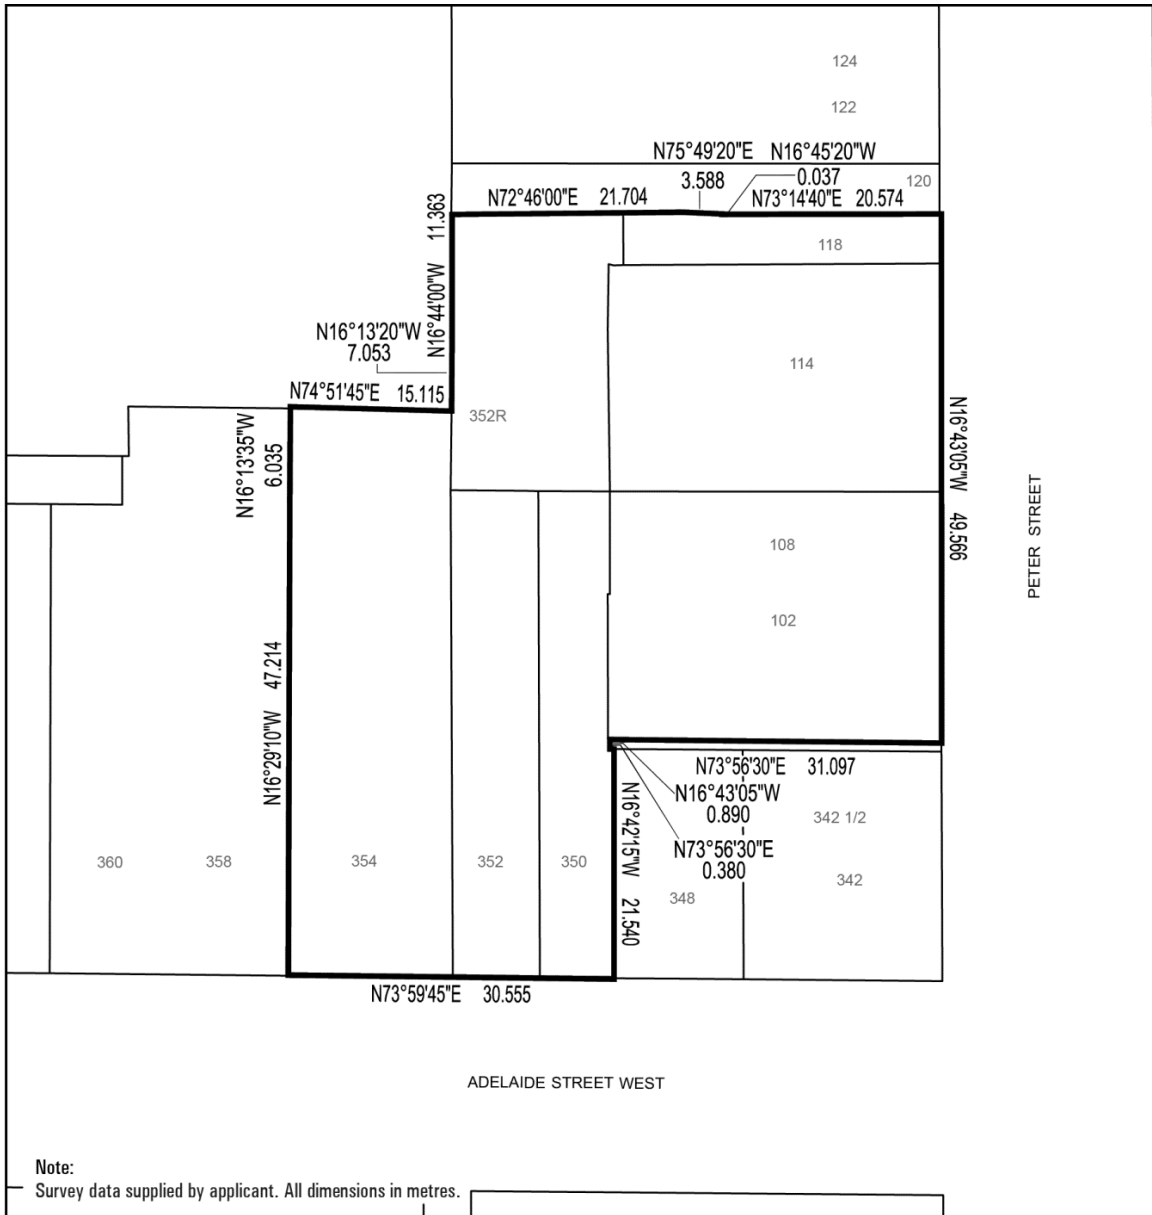 124
122
N75°49'20"E N16°45'20"W
3.588 0.037
120
N72°46'00"E 21.704
N73°14'40"E 20.574
N16°44'00"W 11.363
118
N16°13'20"W
7.053
114
N74°51'45"E 15.115
352R
N16°13'35"W
6.035
N16°43'05"W 49.566
PETER STREET
108
102
N16°29'10"W 47.214
N73°56'30"E 31.097
N16°43'05"W
0.890
342 1/2
N73°56'30"E
0.380
N16°42'15"W 21.540
360
358
354
352
350
348
342
N73°59'45"E 30.555
ADELAIDE STREET WEST
Note:
Survey data supplied by applicant. All dimensions in metres.